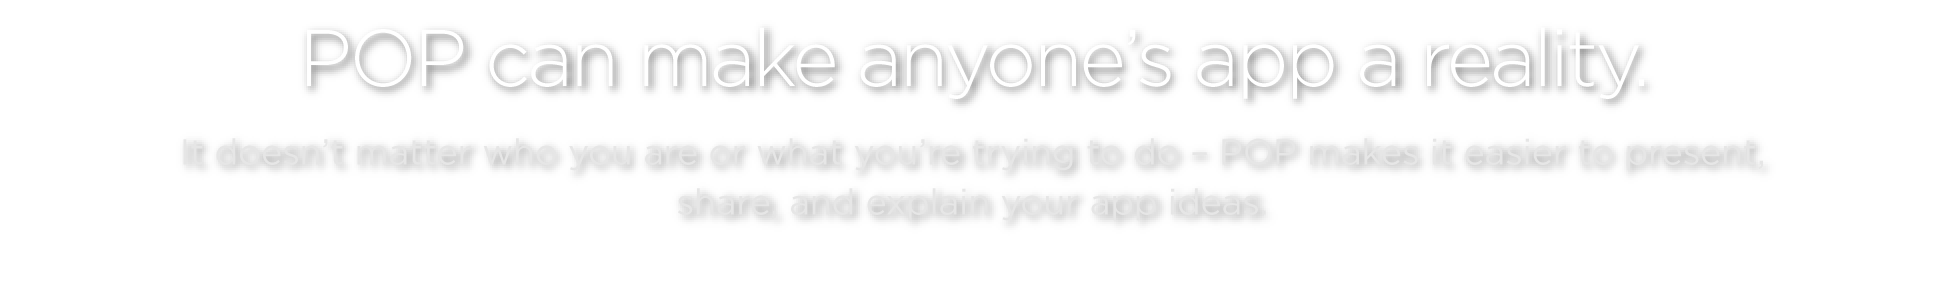 POP can make anyone’s app a reality.
It doesn’t matter who you are or what you’re trying to do – POP makes it easier to present,
share, and explain your app ideas.